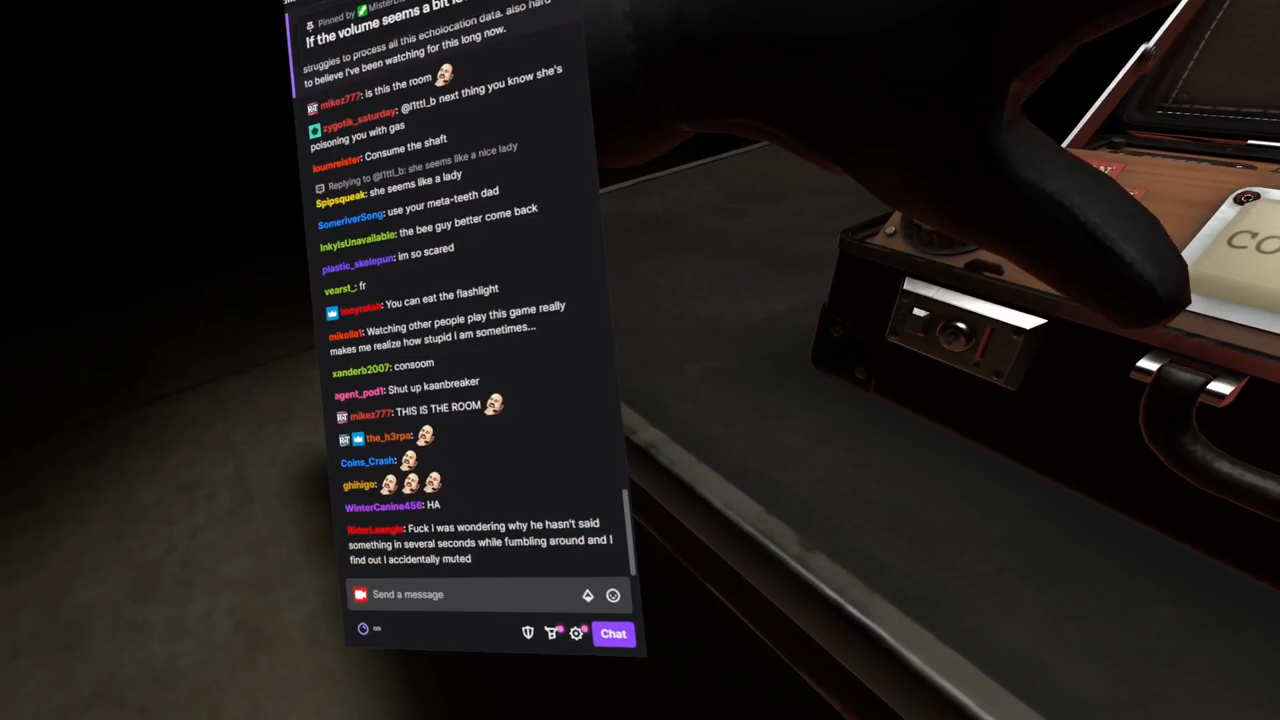 Pinned by
If the volume seems a bit
struggles to process all this echolocation data. also hard
to believe I've been watching for this long now.
mikez777: is this the room
zygotik_saturday: @l1ttl_b next thing you know she's
poisoning you with gas
loumreister: Consume the shaft
Replying to @l1ttl_b: she seems like a nice lady
Spipsqueak: she seems like a lady
SomeriverSong: use your meta-teeth dad
InkyIsUnavailable: the bee guy better come back
plastic_skelepun: im so scared
vearst_: fr
You can eat the flashlight
mikolla1: Watching other people play this game really
makes me realize how stupid I am sometimes...
xanderb2007: consoom
agent_pod1: Shut up kaanbreaker
mikez777: THIS IS THE ROOM
the_h3rpa:
Coins_Crash:
ghihigo:
WinterCanine456: HA
Fuck I was wondering why he hasn't said
something in several seconds while fumbling around and I
find out I accidentally muted
Send a message
∞
Chat
CO